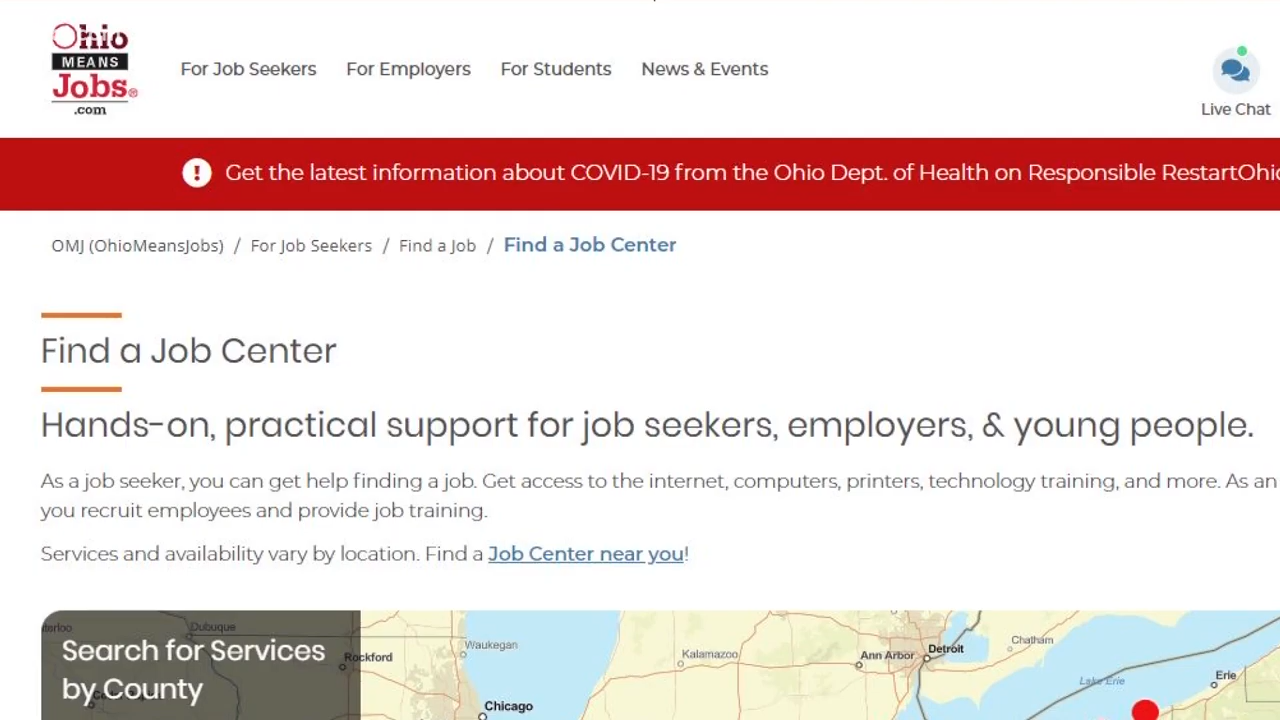 Ohio
MEANS
Jobs®
.com
For Job Seekers
For Employers
For Students
News & Events
Live Chat
! Get the latest information about COVID-19 from the Ohio Dept. of Health on Responsible RestartOhio
OMJ (OhioMeansJobs) / For Job Seekers / Find a Job / Find a Job Center
Find a Job Center
Hands-on, practical support for job seekers, employers, & young people.
As a job seeker, you can get help finding a job. Get access to the internet, computers, printers, technology training, and more. As an
you recruit employees and provide job training.
Services and availability vary by location. Find a Job Center near you!
Search for Services
by County
Dubuque
Rockford
Waukegan
Chicago
Kalamazoo
Ann Arbor
Detroit
Chatham
Lake Erie
Erie